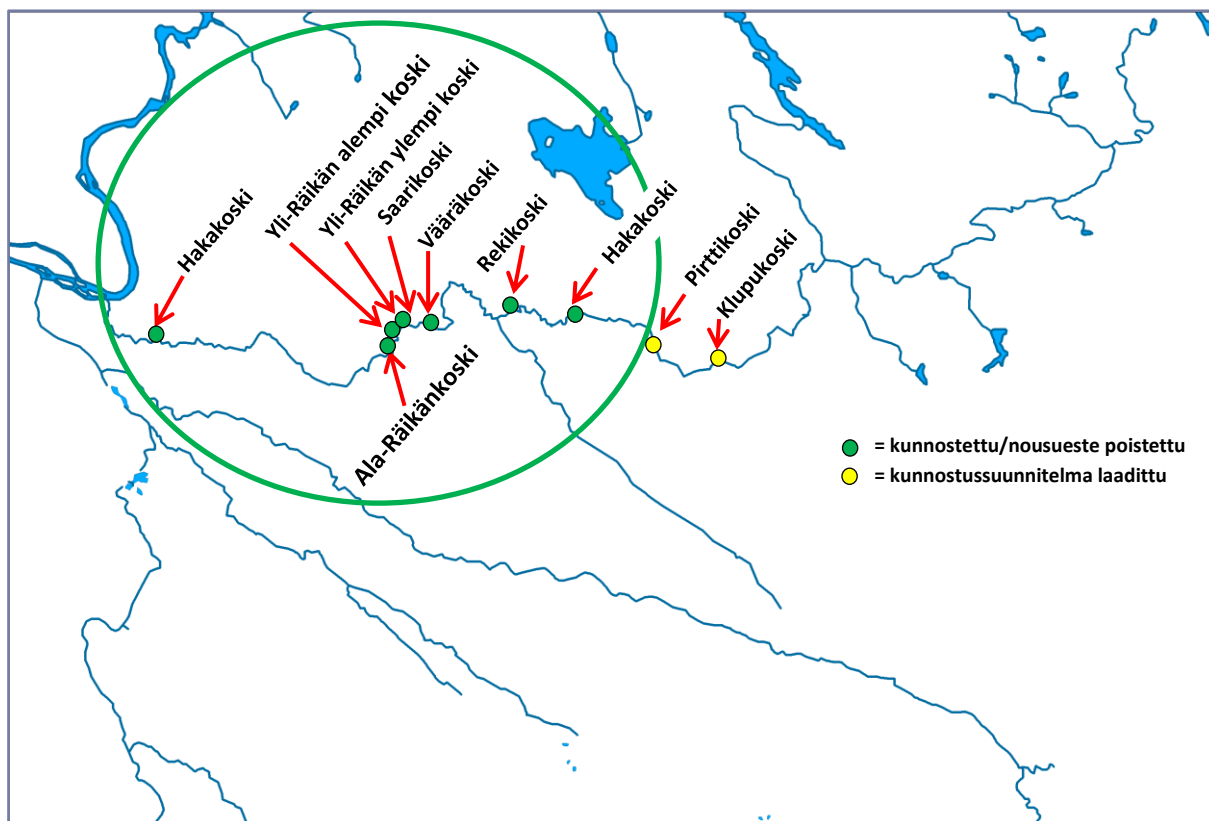 Hakakoski
Yli-Räikän alempi koski
Yli-Räikän ylempi koski
Saarikoski
Vääräkoski
Rekikoski
Hakakoski
Pirttikoski
Klupukoski
Ala-Räikänkoski
= kunnostettu/nousueste poistettu
= kunnostussuunnitelma laadittu